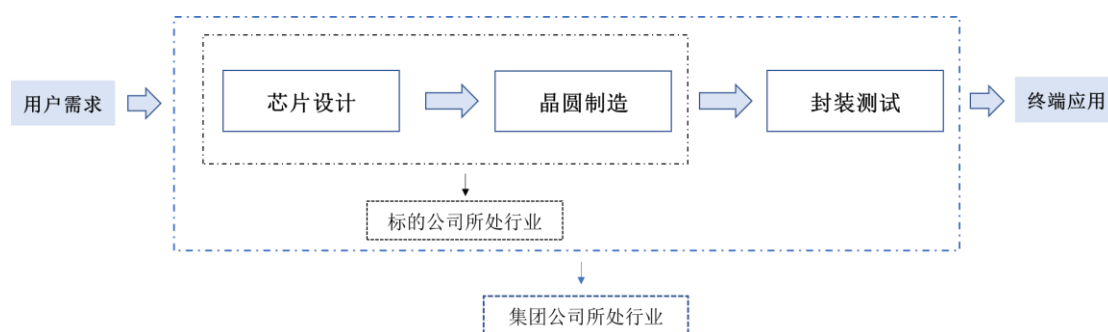 用户需求
芯片设计
晶圆制造
封装测试
终端应用
标的公司所处行业
集团公司所处行业